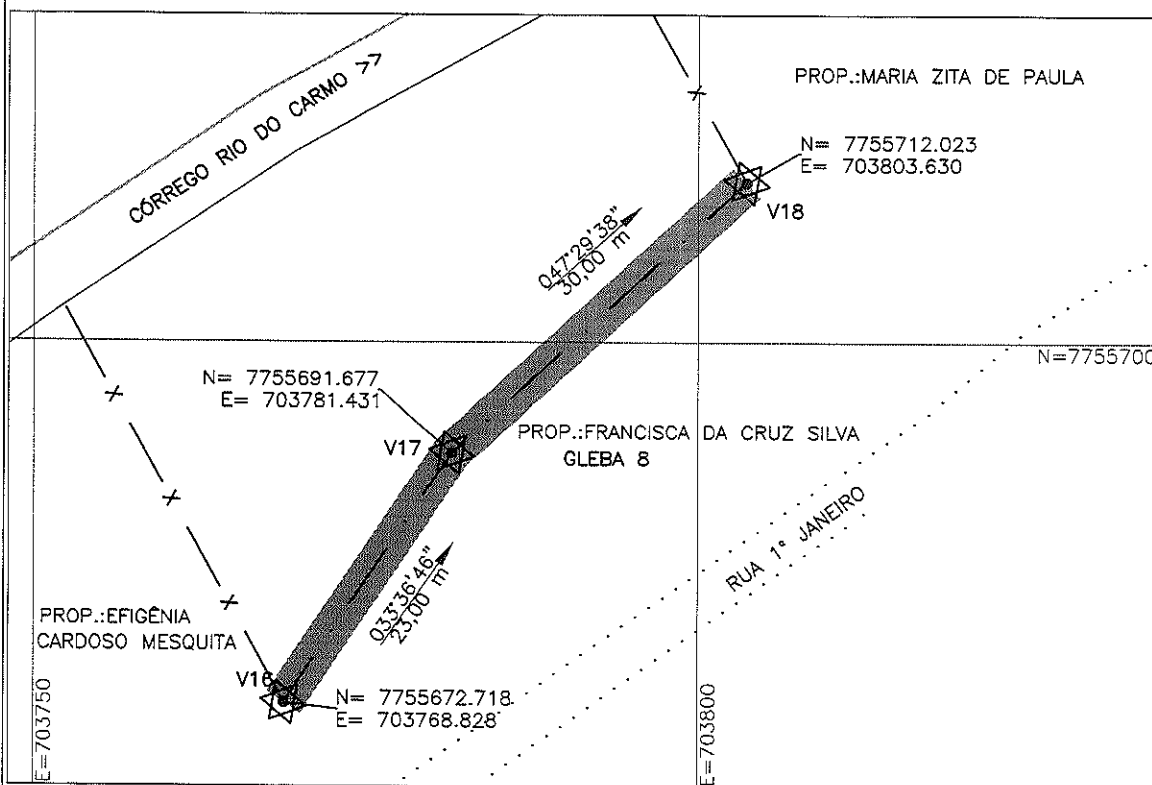 CÓRREGO RIO DO CARMO >>
PROP.:MARIA ZITA DE PAULA
N= 7755712.023
E= 703803.630
V18
047°29'38"
30,00 m
N=7755700
N= 7755691.677
E= 703781.431
V17
PROP.:FRANCISCA DA CRUZ SILVA
GLEBA 8
RUA 1° JANEIRO
033°36'46"
23,00 m
PROP.:EFIGÊNIA
CARDOSO MESQUITA
V16
N= 7755672.718
E= 703768.828
E=703750
E=703800